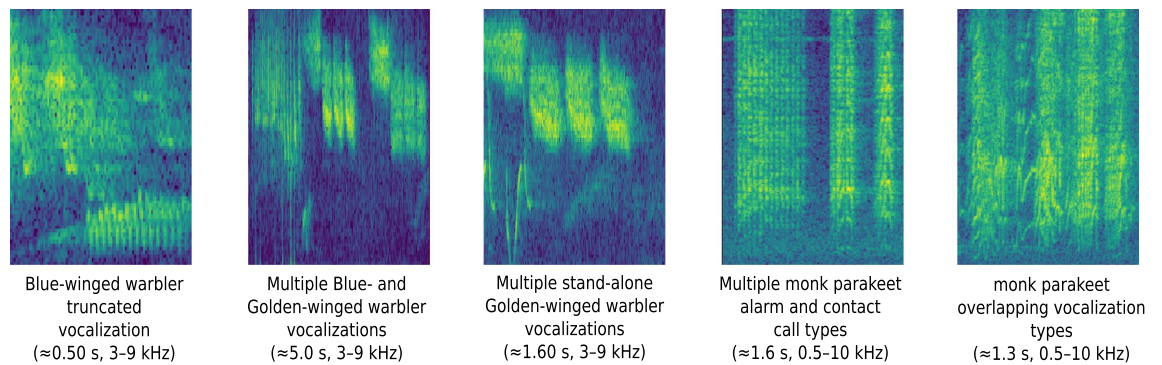 Blue-winged warbler
truncated
vocalization
(≈0.50 s, 3–9 kHz)
Multiple Blue- and
Golden-winged warbler
vocalizations
(≈5.0 s, 3–9 kHz)
Multiple stand-alone
Golden-winged warbler
vocalizations
(≈1.60 s, 3–9 kHz)
Multiple monk parakeet
alarm and contact
call types
(≈1.6 s, 0.5–10 kHz)
monk parakeet
overlapping vocalization
types
(≈1.3 s, 0.5–10 kHz)